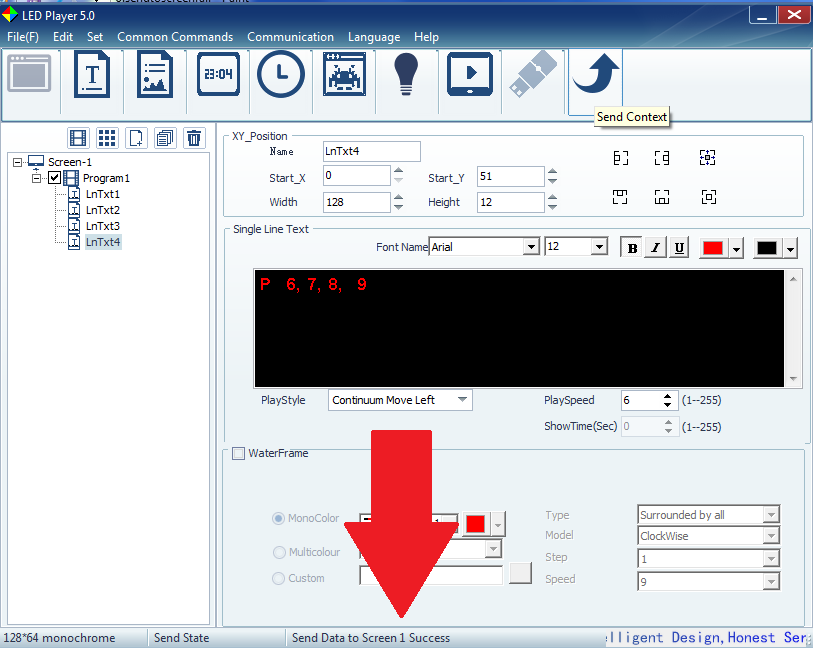 LED Player 5.0
File(F) Edit Set Common Commands Communication Language Help
T
23:04
Send Context
Screen-1
Program1
LnTxt1
LnTxt2
LnTxt3
LnTxt4
XY_Position
Name LnTxt4
Start_X 0 Start_Y 51
Width 128 Height 12
Single Line Text
Font Name Arial 12 B I U
P 6, 7, 8, 9
PlayStyle Continuum Move Left PlaySpeed 6 (1--255)
ShowTime(Sec) 0 (1--255)
WaterFrame
MonoColor
Multicolour
Custom
Type Surrounded by all
Model ClockWise
Step 1
Speed 9
128*64 monochrome Send State Send Data to Screen 1 Success elligent Design,Honest Ser